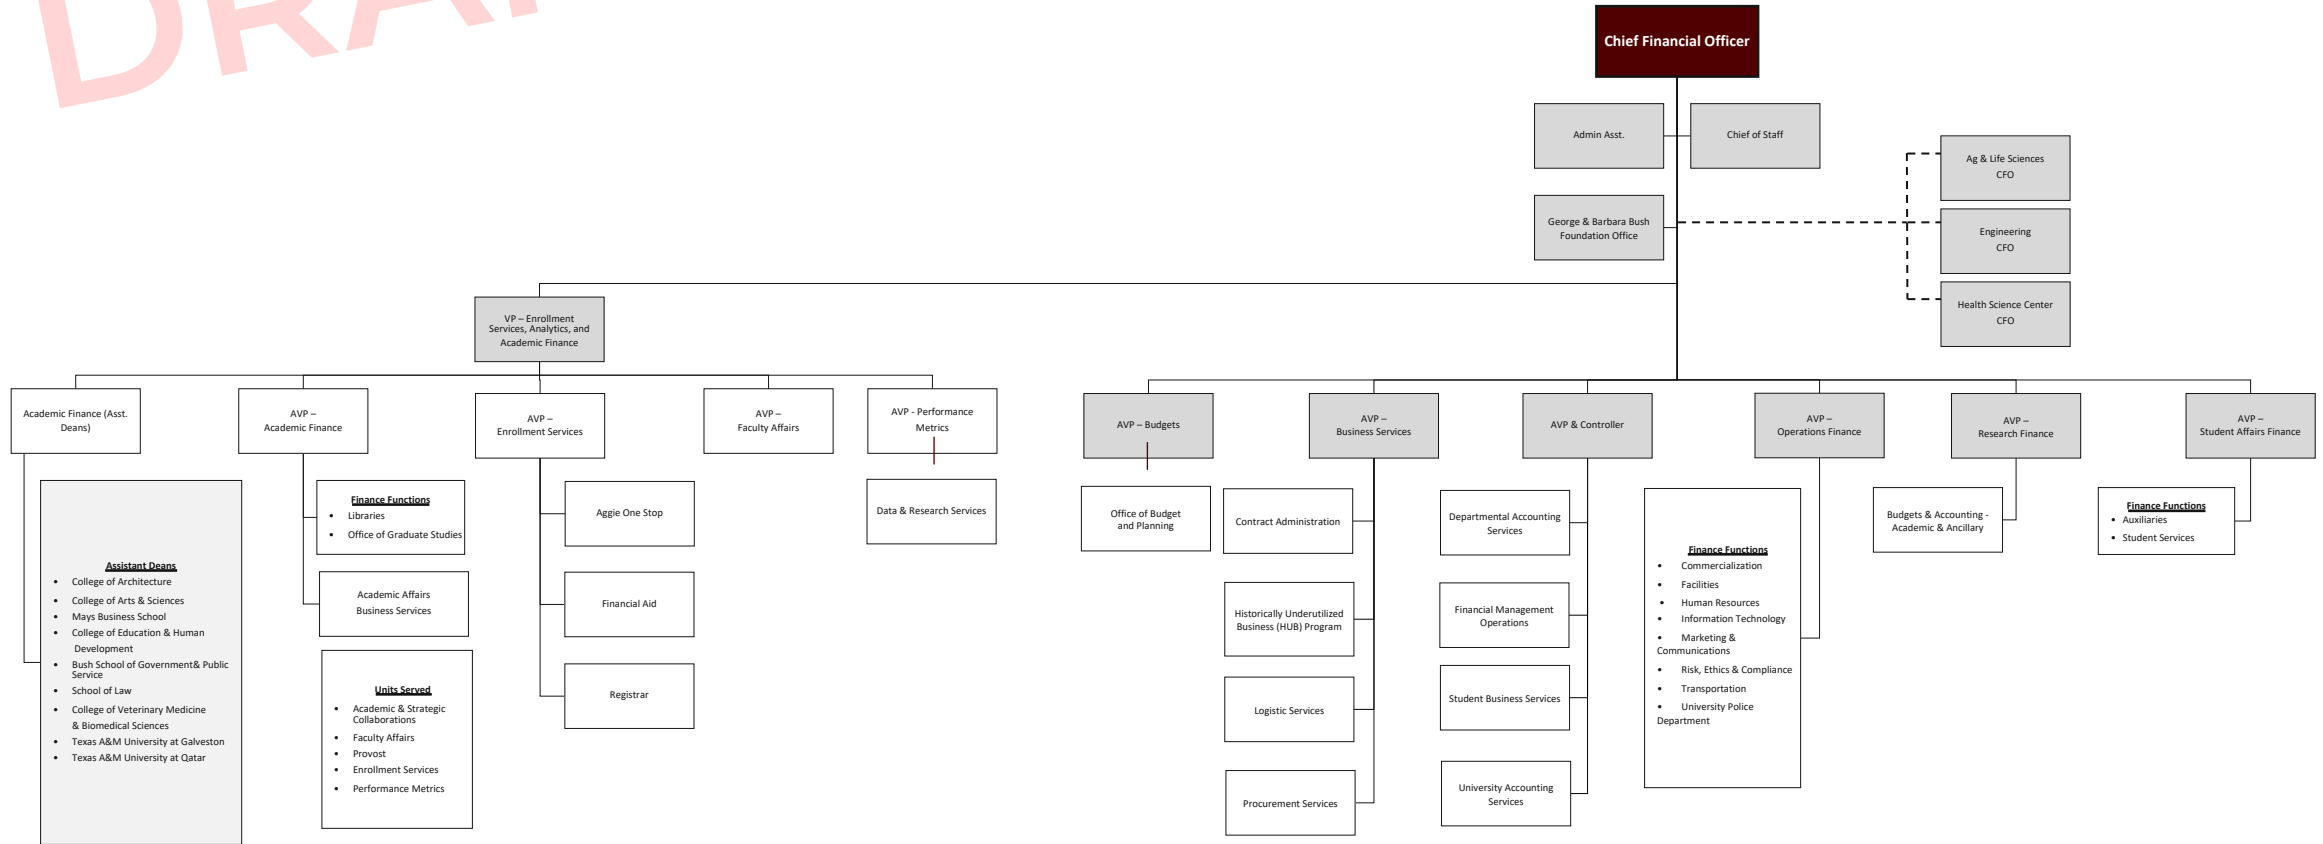 Chief Financial Officer
Admin Asst.
Chief of Staff
Ag & Life Sciences
CFO
George & Barbara Bush
Foundation Office
Engineering
CFO
Health Science Center
CFO
VP – Enrollment
Services, Analytics, and
Academic Finance
Academic Finance (Asst.
Deans)
AVP –
Academic Finance
AVP –
Enrollment Services
AVP –
Faculty Affairs
AVP - Performance
Metrics
AVP – Budgets
AVP –
Business Services
AVP & Controller
AVP –
Operations Finance
AVP –
Research Finance
AVP –
Student Affairs Finance
Assistant Deans
• College of Architecture
• College of Arts & Sciences
• Mays Business School
• College of Education & Human
Development
• Bush School of Government& Public
Service
• School of Law
• College of Veterinary Medicine
& Biomedical Sciences
• Texas A&M University at Galveston
• Texas A&M University at Qatar
Finance Functions
• Libraries
• Office of Graduate Studies
Academic Affairs
Business Services
Units Served
• Academic & Strategic
Collaborations
• Faculty Affairs
• Provost
• Enrollment Services
• Performance Metrics
Aggie One Stop
Financial Aid
Registrar
Data & Research Services
Office of Budget
and Planning
Contract Administration
Historically Underutilized
Business (HUB) Program
Logistic Services
Procurement Services
Departmental Accounting
Services
Financial Management
Operations
Student Business Services
University Accounting
Services
Finance Functions
• Commercialization
• Facilities
• Human Resources
• Information Technology
• Marketing &
Communications
• Risk, Ethics & Compliance
• Transportation
• University Police
Department
Budgets & Accounting -
Academic & Ancillary
Finance Functions
• Auxiliaries
• Student Services